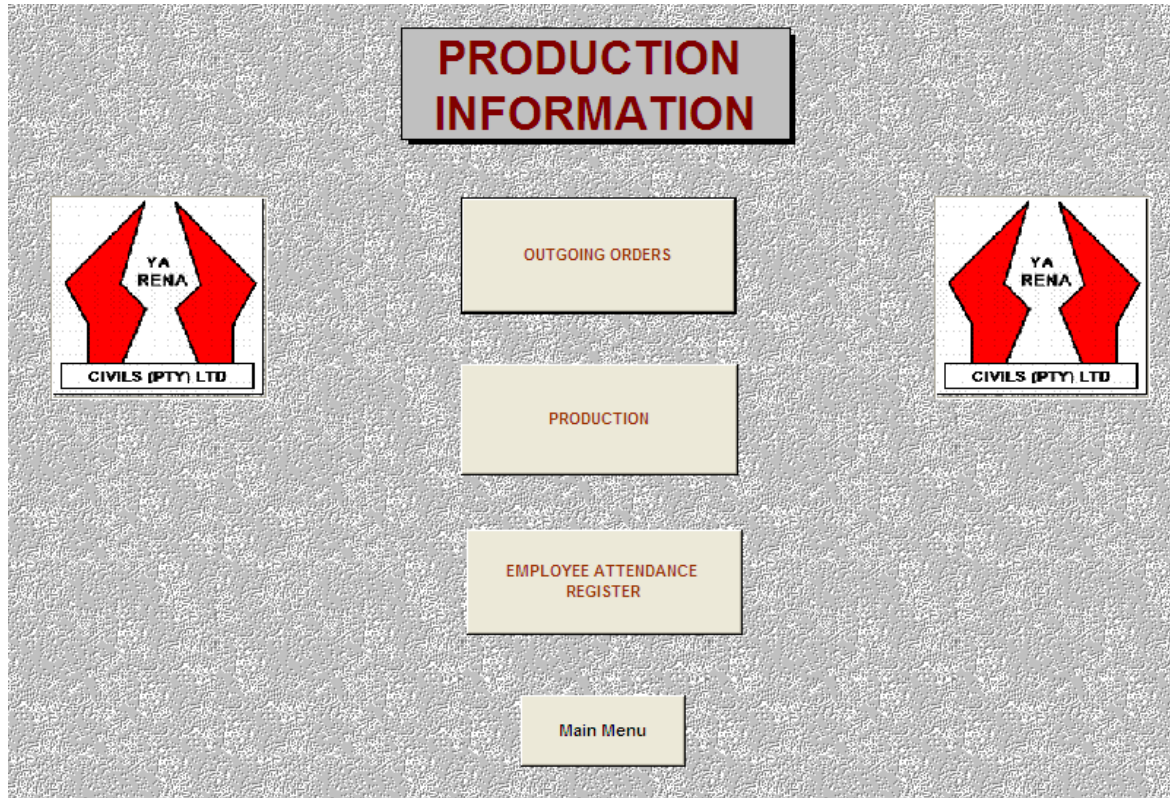 PRODUCTION
INFORMATION
YA
RENA
CIVILS (PTY) LTD
OUTGOING ORDERS
YA
RENA
CIVILS (PTY) LTD
PRODUCTION
EMPLOYEE ATTENDANCE
REGISTER
Main Menu